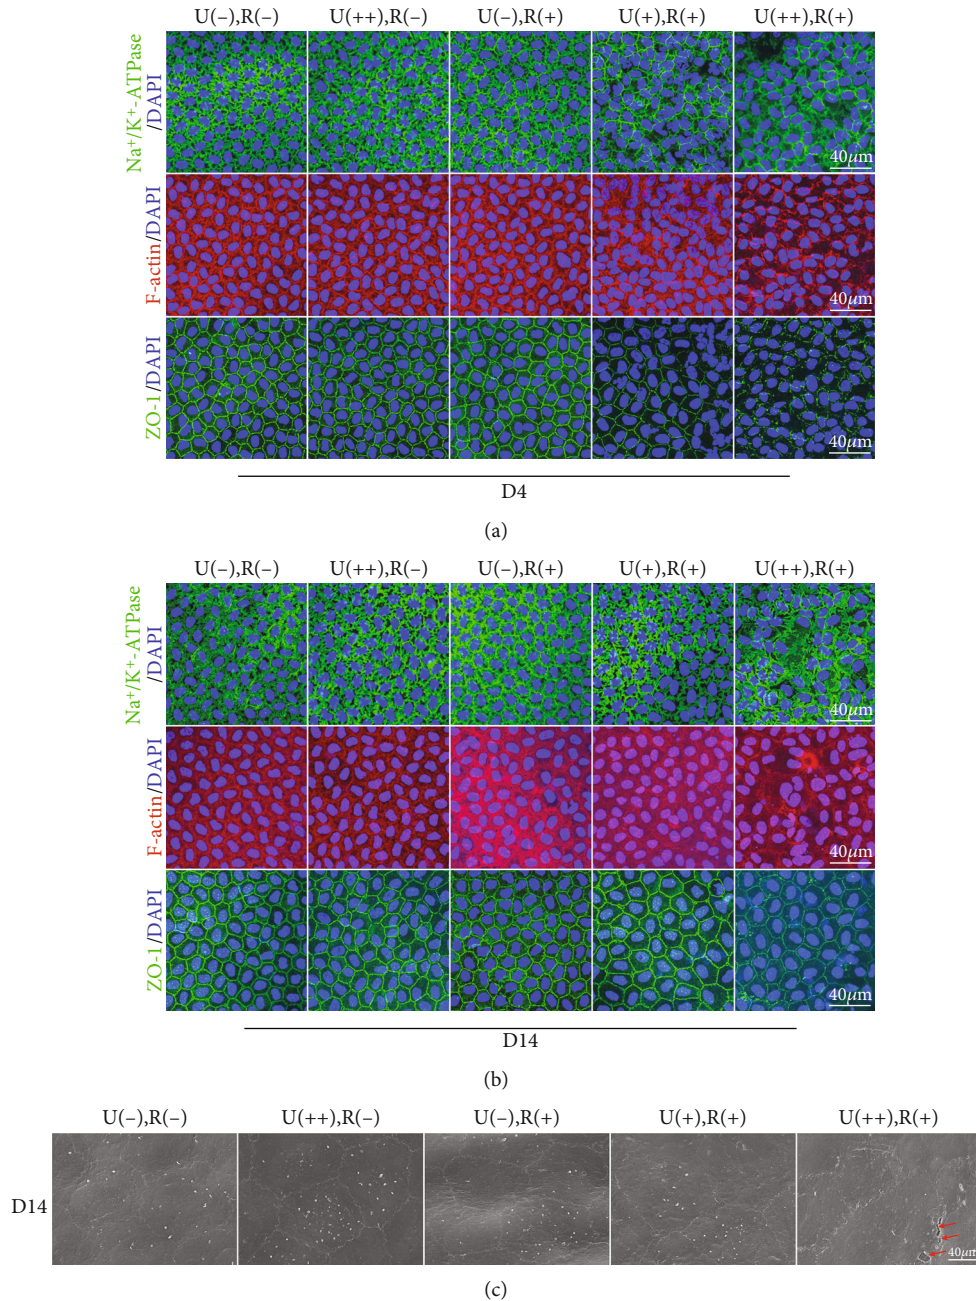 U(–),R(–) U(++),R(–) U(–),R(+) U(+),R(+) U(++),R(+)
Na⁺/K⁺-ATPase
/DAPI
40μm
F-actin/DAPI
40μm
ZO-1/DAPI
40μm
D4
(a)
U(–),R(–) U(++),R(–) U(–),R(+) U(+),R(+) U(++),R(+)
Na⁺/K⁺-ATPase
/DAPI
40μm
F-actin/DAPI
40μm
ZO-1/DAPI
40μm
D14
(b)
U(–),R(–) U(++),R(–) U(–),R(+) U(+),R(+) U(++),R(+)
D14
40μm
(c)